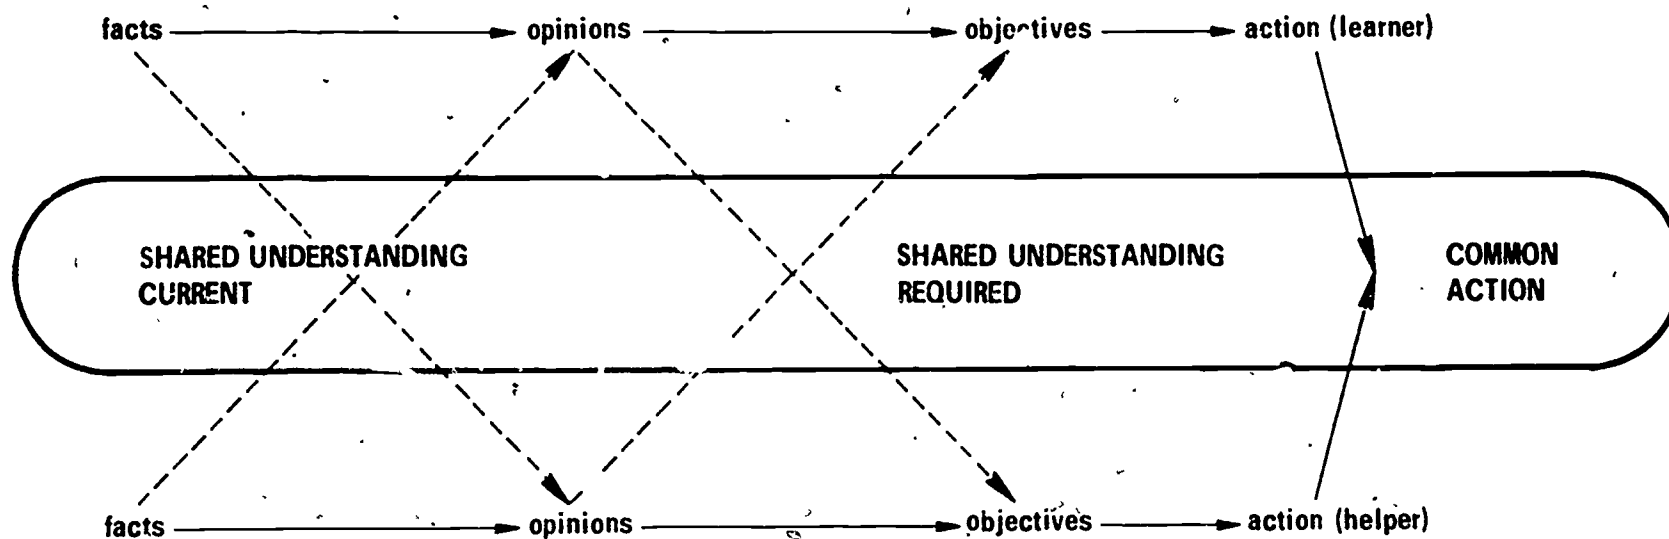 facts opinions objectives action (learner)
SHARED UNDERSTANDING SHARED UNDERSTANDING COMMON
CURRENT REQUIRED ACTION
facts opinions objectives action (helper)